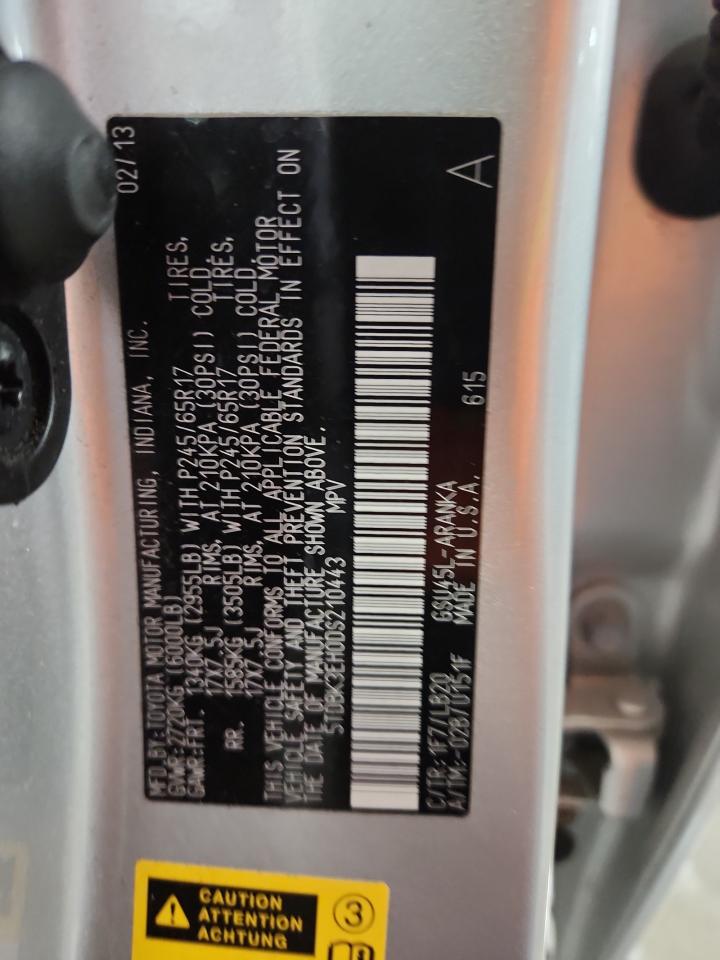 MFD.BY:TOYOTA MOTOR MANUFACTURING, INDIANA, INC. 02/13
GVWR:2720KG (6000LB)
GAWR:FRT. 1340KG (2955LB) WITH P245/65R17 TIRES,
17X7.5J RIMS, AT 210KPA (30PSI) COLD
RR. 1585KG (3505LB) WITH P245/65R17 TIRES,
17X7.5J RIMS, AT 210KPA (30PSI) COLD
THIS VEHICLE CONFORMS TO ALL APPLICABLE FEDERAL MOTOR
VEHICLE SAFETY AND THEFT PREVENTION STANDARDS IN EFFECT ON
THE DATE OF MANUFACTURE SHOWN ABOVE.
5TDBK3EH0DS210443 MPV
C/TR:1F7/LB20 GSU45L-ARANKA 615 A
A/TM:-02B/U151F MADE IN U.S.A.
CAUTION
ATTENTION
ACHTUNG
3